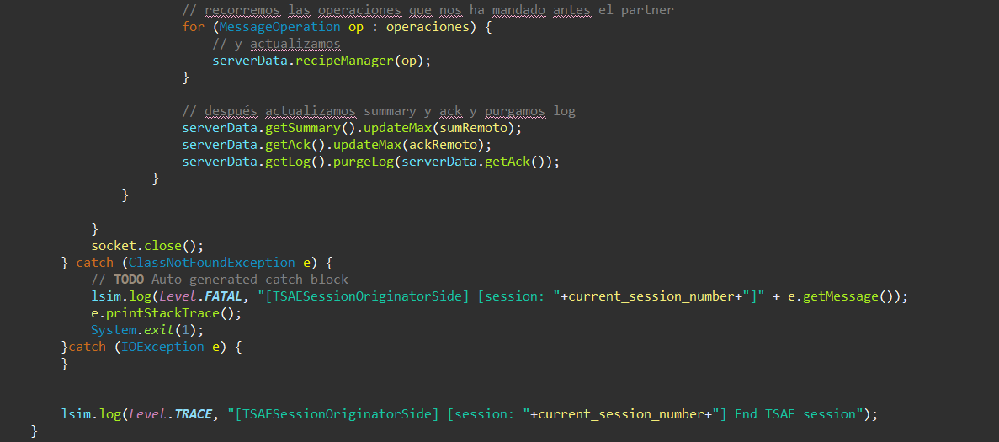 // recorremos las operaciones que nos ha mandado antes el partner
for (MessageOperation op : operaciones) {
// y actualizamos
serverData.recipeManager(op);
}
// después actualizamos summary y ack y purgamos log
serverData.getSummary().updateMax(sumRemoto);
serverData.getAck().updateMax(ackRemoto);
serverData.getLog().purgeLog(serverData.getAck());
}
}
}
socket.close();
} catch (ClassNotFoundException e) {
// TODO Auto-generated catch block
lsim.log(Level.FATAL, "[TSAESessionOriginatorSide] [session: "+current_session_number+"]" + e.getMessage());
e.printStackTrace();
System.exit(1);
}catch (IOException e) {
}
lsim.log(Level.TRACE, "[TSAESessionOriginatorSide] [session: "+current_session_number+"] End TSAE session");
}